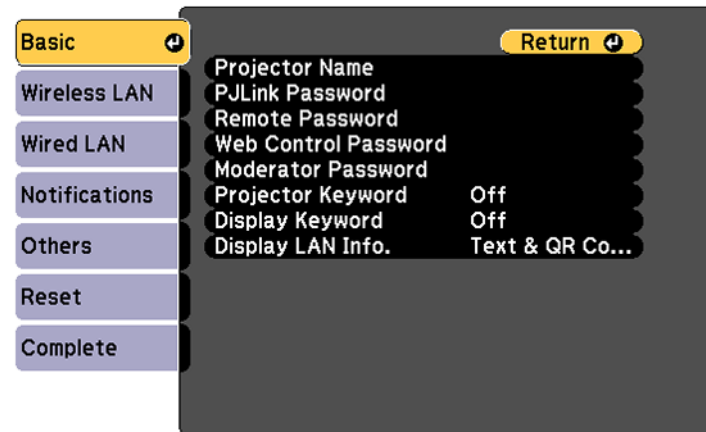 Basic
Wireless LAN
Wired LAN
Notifications
Others
Reset
Complete
Return
Projector Name
PJLink Password
Remote Password
Web Control Password
Moderator Password
Projector Keyword Off
Display Keyword Off
Display LAN Info. Text & QR Co...